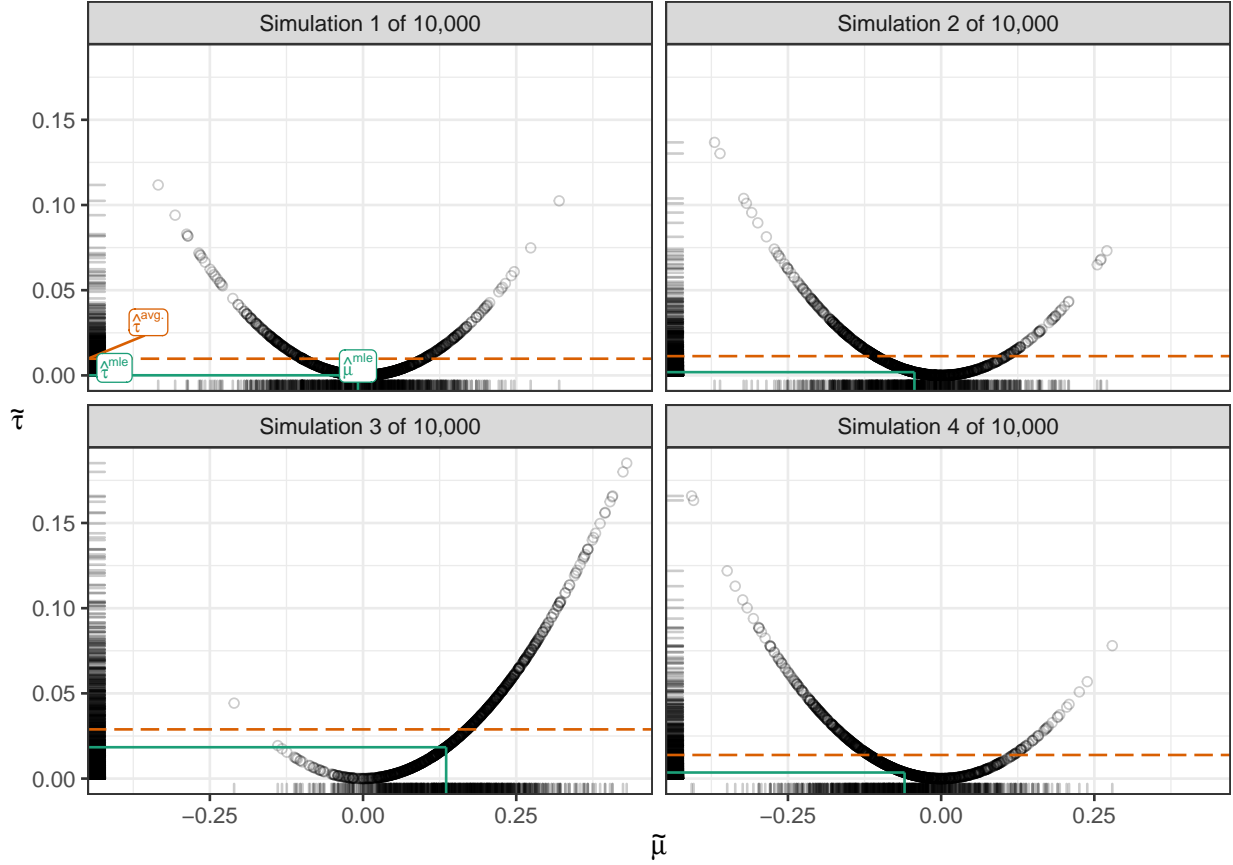 Simulation 1 of 10,000
Simulation 2 of 10,000
0.15
0.10
0.05
0.00
τ̂^avg.
τ̂^mle
μ̂^mle
τ̃
Simulation 3 of 10,000
Simulation 4 of 10,000
0.15
0.10
0.05
0.00
−0.25 0.00 0.25
−0.25 0.00 0.25
μ̃